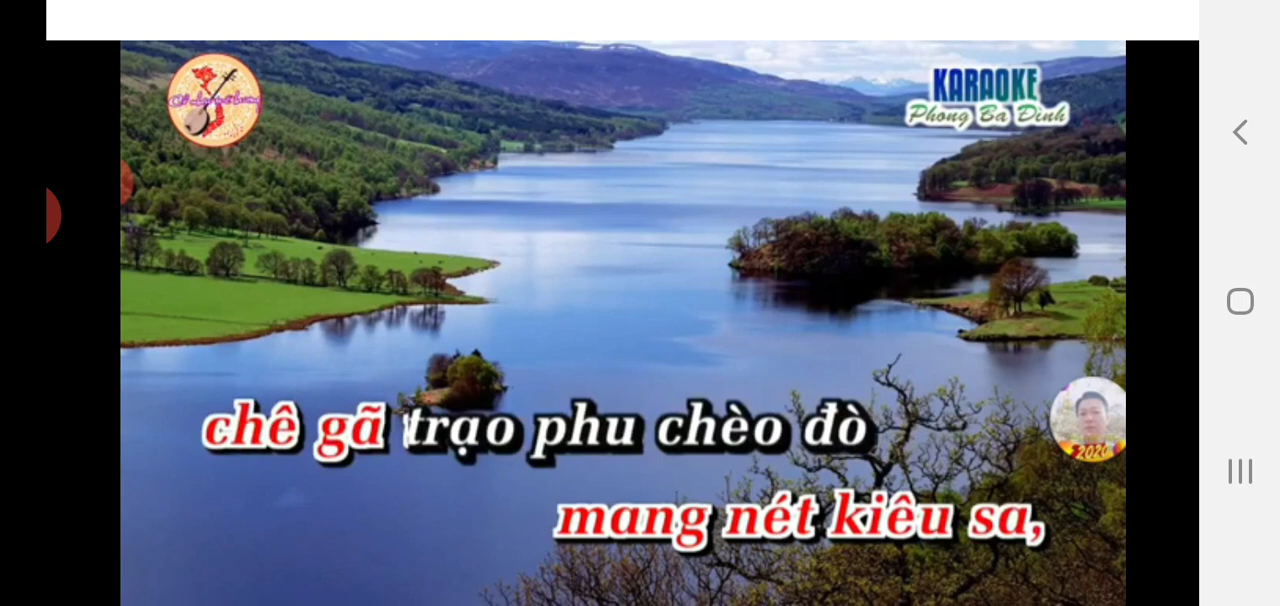 KARAOKE
Phong Ba Đình
chê gã trạo phu chèo đò
mang nét kiêu sa,
2020